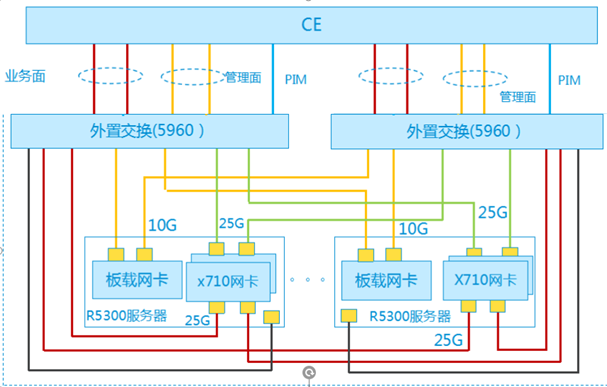 CE
业务面
管理面
PIM
管理面
PIM
外置交换(5960 )
外置交换(5960 )
10G
25G
10G
25G
板载网卡
x710网卡
板载网卡
X710网卡
R5300服务器
25G
R5300服务器
25G